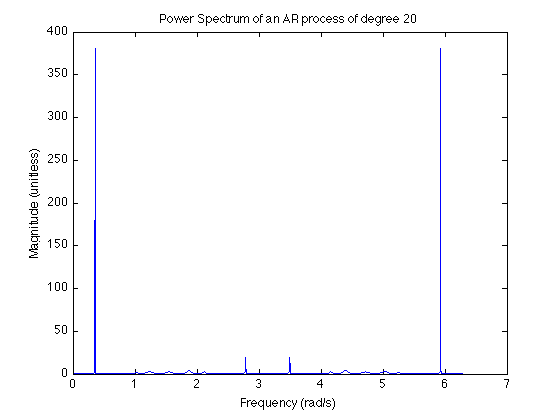 Power Spectrum of an AR process of degree 20
400
350
300
250
200
150
100
50
0
Magnitude (unitless)
0 1 2 3 4 5 6 7
Frequency (rad/s)